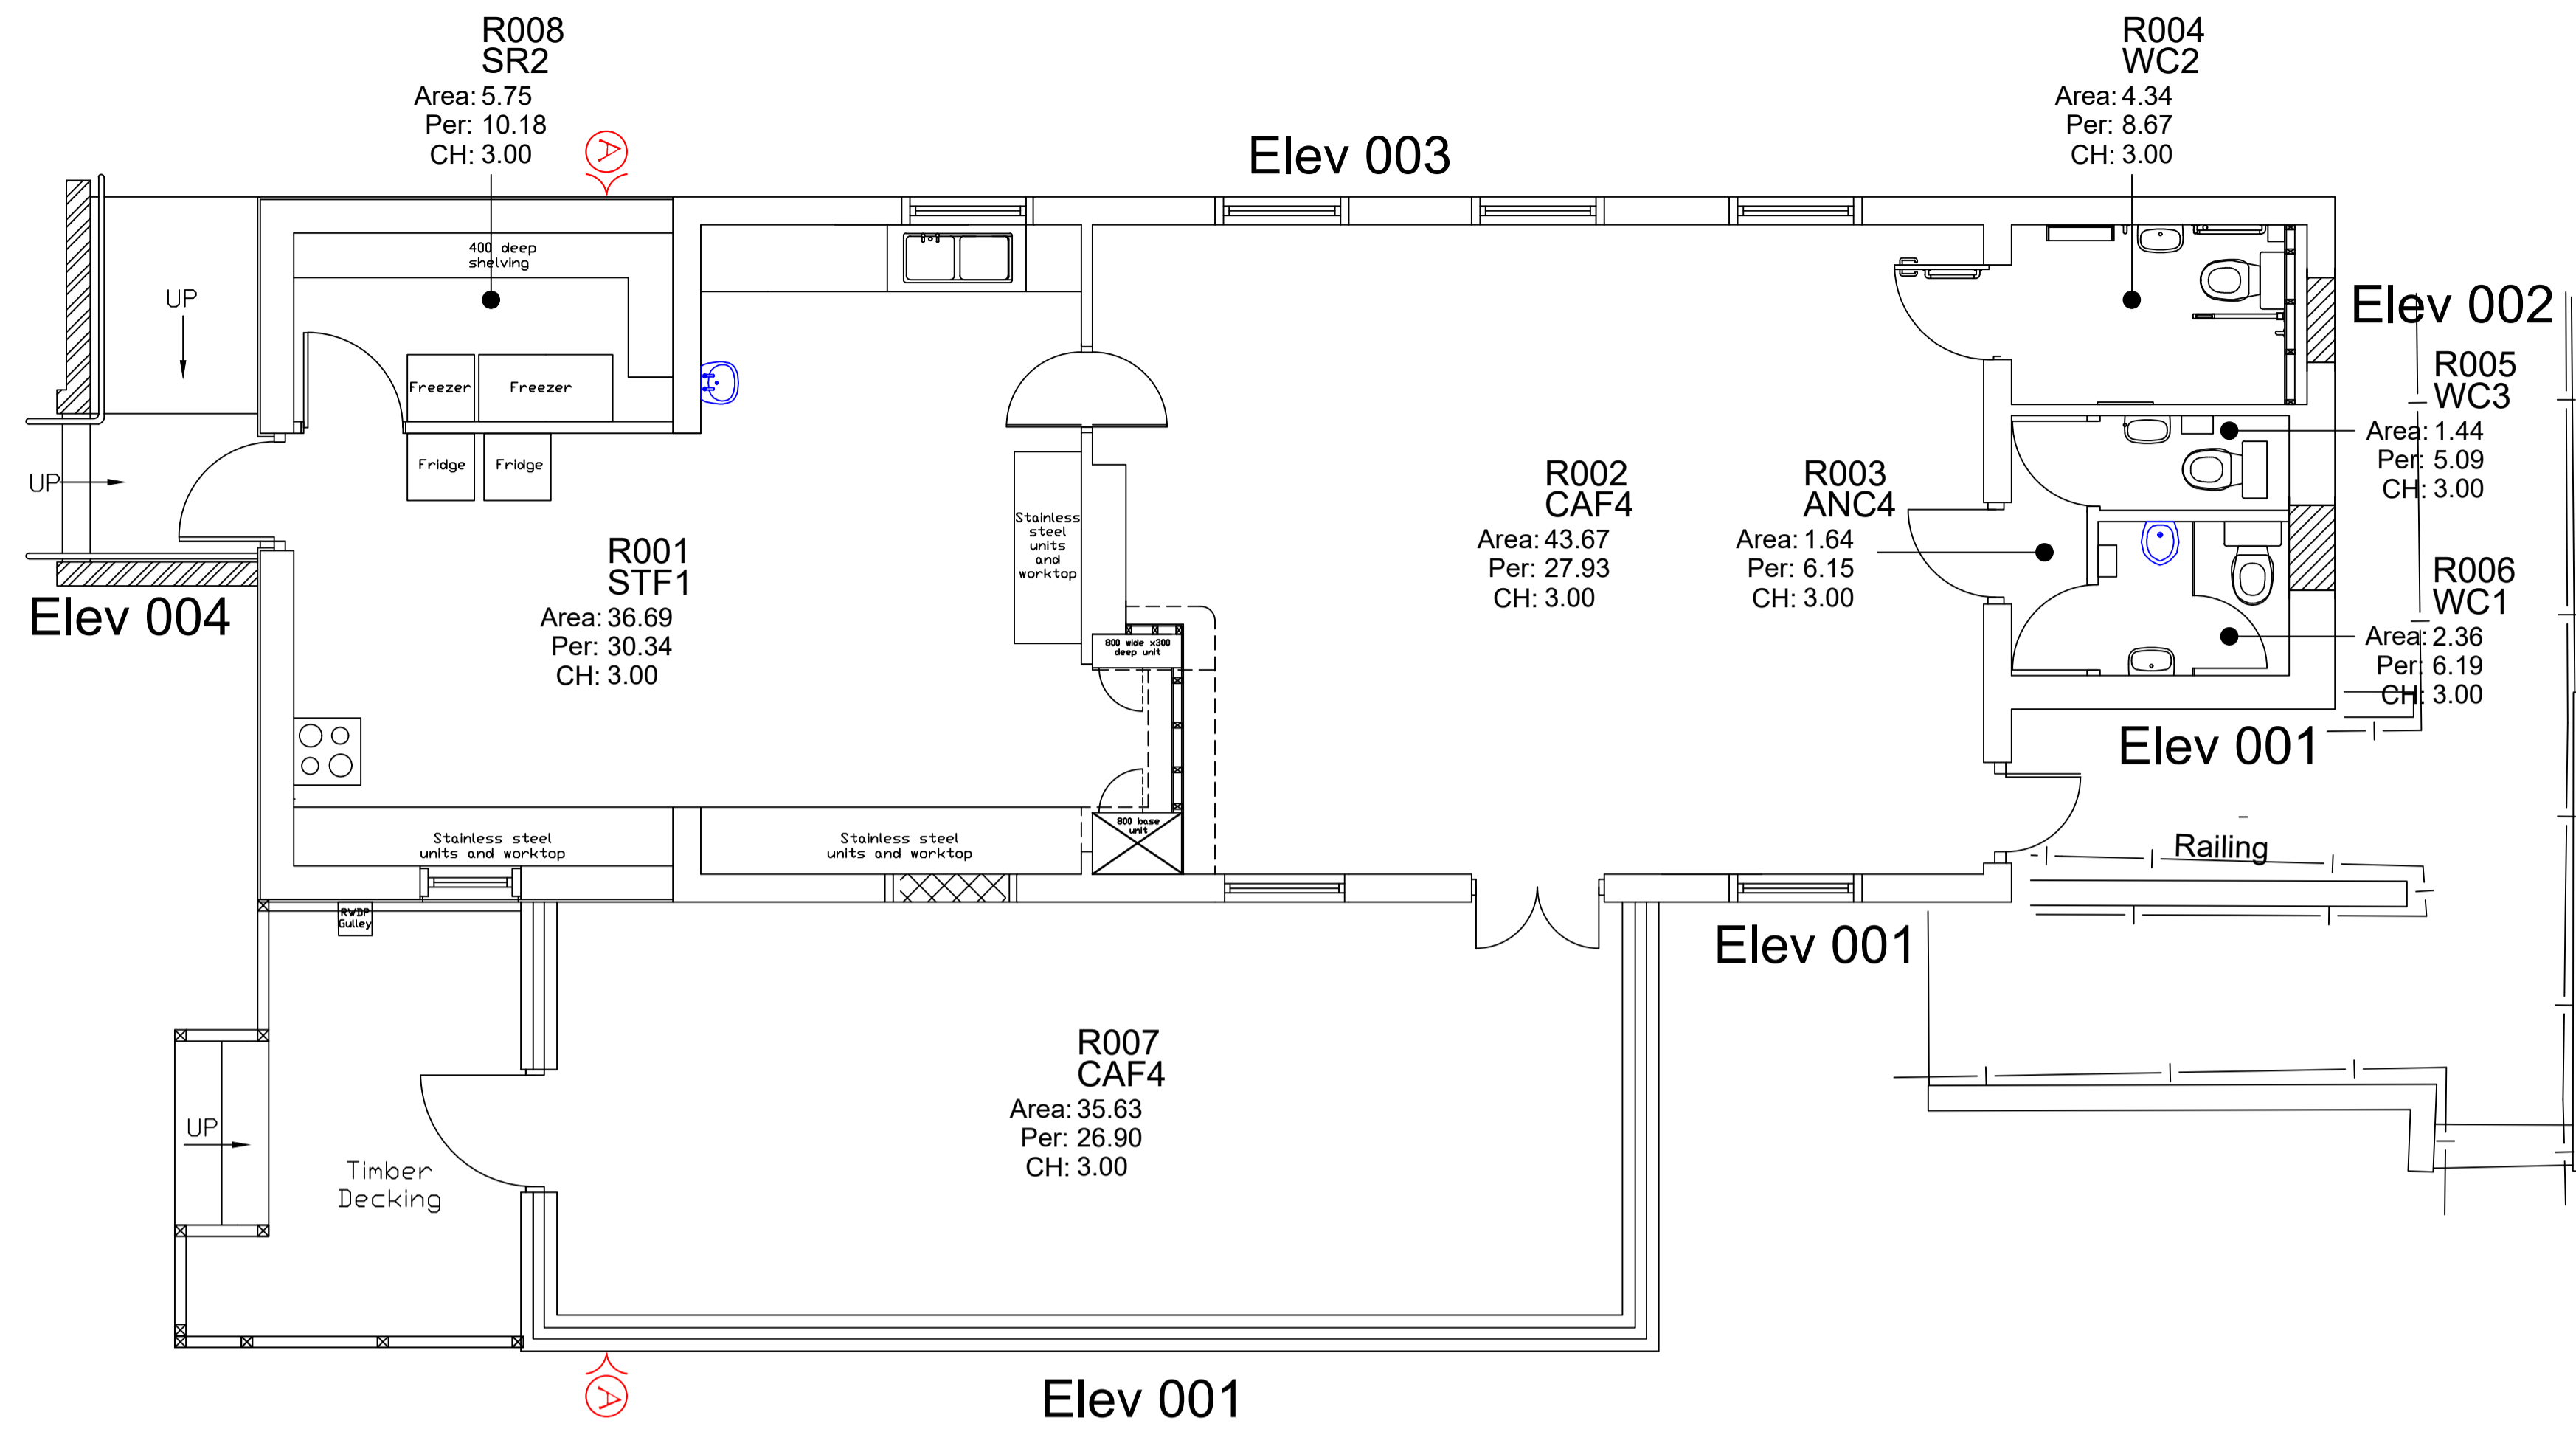 R008
SR2
Area: 5.75
Per: 10.18
CH: 3.00
A
Elev 003
R004
WC2
Area: 4.34
Per: 8.67
CH: 3.00
400 deep
shelving
UP
Freezer
Freezer
Fridge
Fridge
UP
Elev 004
R001
STF1
Area: 36.69
Per: 30.34
CH: 3.00
Stainless
steel
units
and
worktop
R002
CAF4
Area: 43.67
Per: 27.93
CH: 3.00
R003
ANC4
Area: 1.64
Per: 6.15
CH: 3.00
Elev 002
R005
WC3
Area: 1.44
Per: 5.09
CH: 3.00
R006
WC1
Area: 2.36
Per: 6.19
CH: 3.00
800 wide x300
deep unit
Elev 001
800 base
unit
Stainless steel
units and worktop
Stainless steel
units and worktop
Railing
RWDP
Gulley
Elev 001
R007
CAF4
Area: 35.63
Per: 26.90
CH: 3.00
UP
Timber
Decking
A
Elev 001